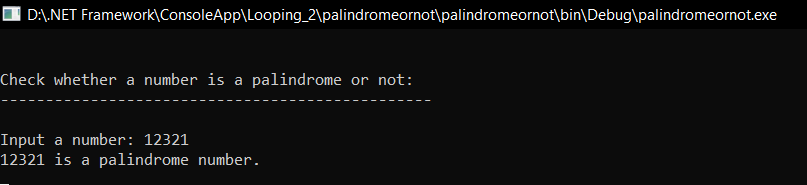 D:\.NET Framework\ConsoleApp\Looping_2\palindromeornot\palindromeornot\bin\Debug\palindromeornot.exe
Check whether a number is a palindrome or not:
------------------------------------------------
Input a number: 12321
12321 is a palindrome number.